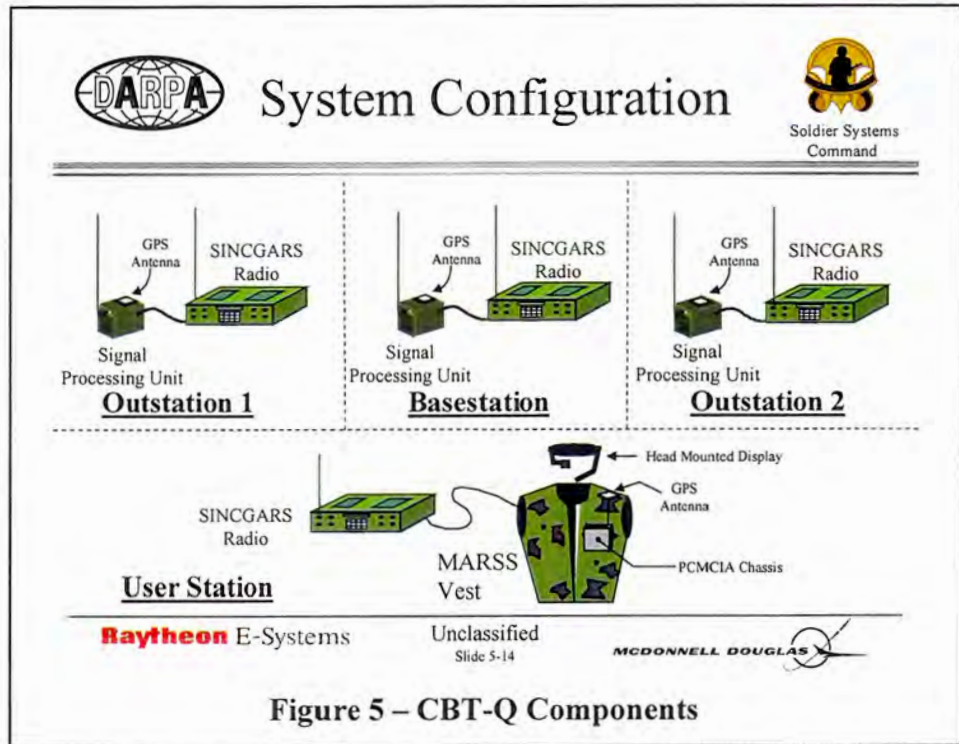 DARPA
System Configuration
Soldier Systems
Command
GPS
Antenna
SINCGARS
Radio
Signal
Processing Unit
Outstation 1
GPS
Antenna
SINCGARS
Radio
Signal
Processing Unit
Basestation
GPS
Antenna
SINCGARS
Radio
Signal
Processing Unit
Outstation 2
Head Mounted Display
GPS
Antenna
SINCGARS
Radio
MARSS
Vest
PCMCIA Chassis
User Station
Raytheon E-Systems
Unclassified
Slide 5-14
MCDONNELL DOUGLAS
Figure 5 – CBT-Q Components